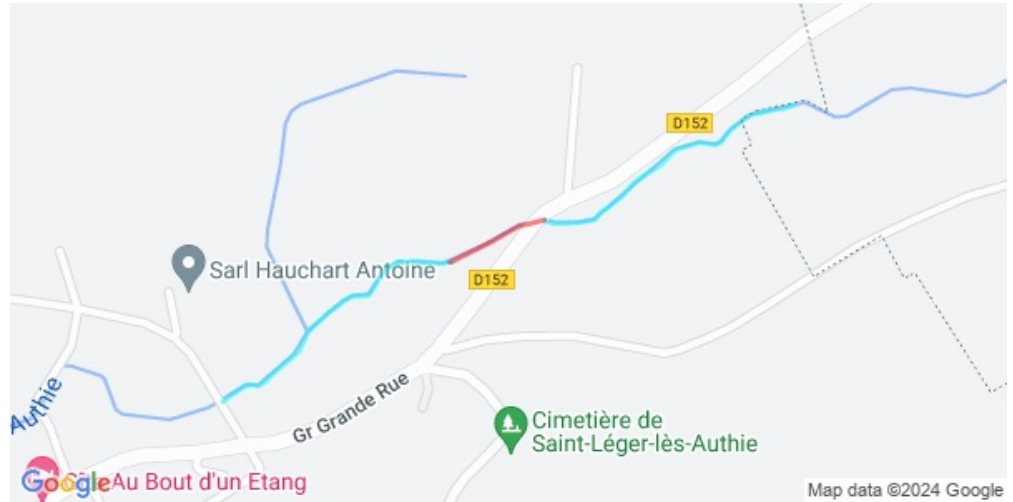 D152
Sarl Hauchart Antoine
D152
Authie
Gr Grande Rue
Cimetière de
Saint-Léger-lès-Authie
Au Bout d'un Etang
Google
Map data ©2024 Google